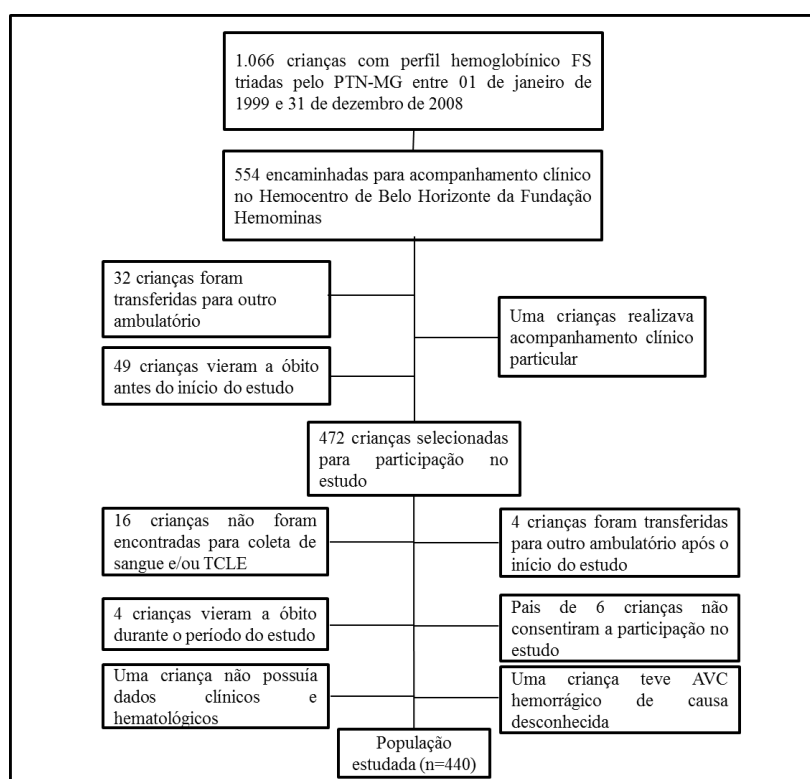 1.066 crianças com perfil hemoglobínico FS
triadas pelo PTN-MG entre 01 de janeiro de
1999 e 31 de dezembro de 2008
554 encaminhadas para acompanhamento clínico
no Hemocentro de Belo Horizonte da Fundação
Hemominas
32 crianças foram
transferidas para outro
ambulatório
Uma crianças realizava
acompanhamento clínico
particular
49 crianças vieram a óbito
antes do início do estudo
472 crianças selecionadas
para participação no
estudo
16 crianças não foram
encontradas para coleta de
sangue e/ou TCLE
4 crianças foram transferidas
para outro ambulatório após o
início do estudo
4 crianças vieram a óbito
durante o período do estudo
Pais de 6 crianças não
consentiram a participação no
estudo
Uma criança não possuía
dados clínicos e
hematológicos
Uma criança teve AVC
hemorrágico de causa
desconhecida
População
estudada (n=440)